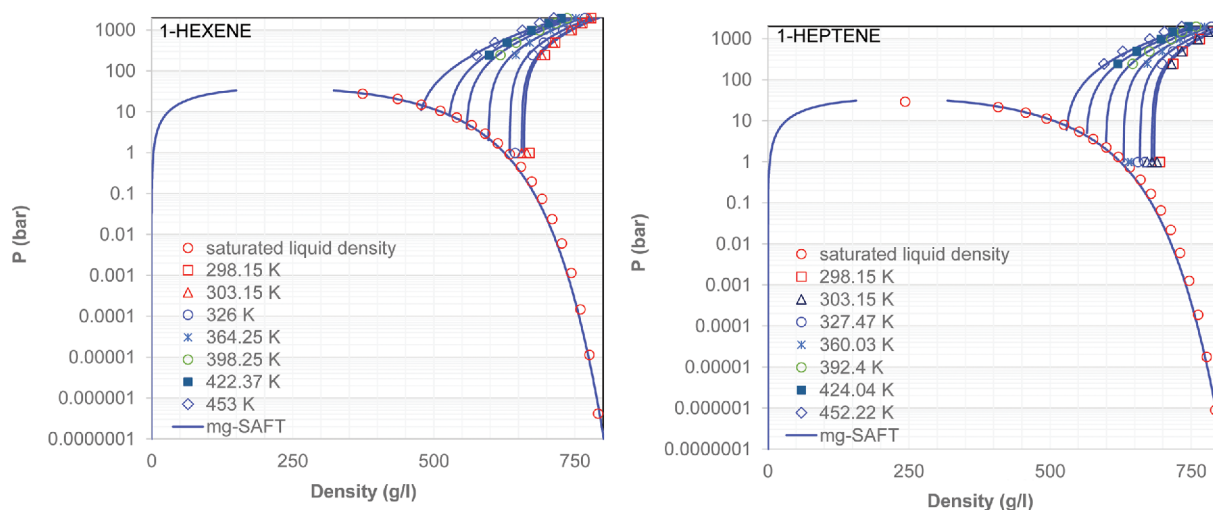 1-HEXENE
P (bar)
1000
100
10
1
0.1
0.01
0.001
0.0001
0.00001
0.000001
0.0000001
saturated liquid density
298.15 K
303.15 K
326 K
364.25 K
398.25 K
422.37 K
453 K
mg-SAFT
0 250 500 750
Density (g/l)
1-HEPTENE
P (bar)
1000
100
10
1
0.1
0.01
0.001
0.0001
0.00001
0.000001
0.0000001
saturated liquid density
298.15 K
303.15 K
327.47 K
360.03 K
392.4 K
424.04 K
452.22 K
mg-SAFT
0 250 500 750
Density (g/l)